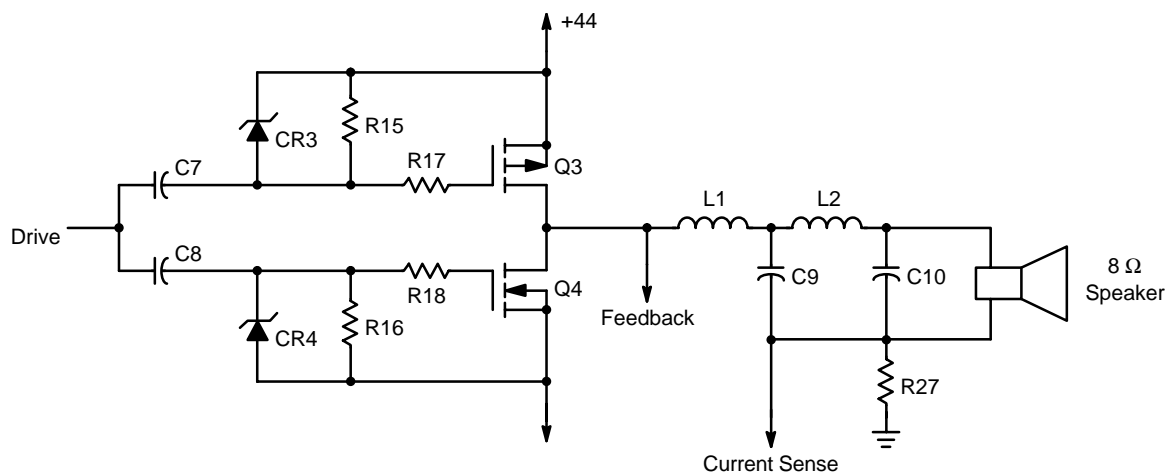 +44
CR3
R15
C7
R17
Q3
Drive
C8
R18
Q4
CR4
R16
Feedback
L1
L2
C9
C10
8 Ω
Speaker
R27
Current Sense